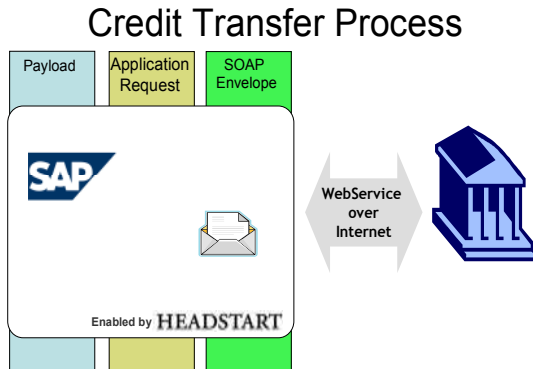 Credit Transfer Process
Payload
Application
Request
SOAP
Envelope
SAP
WebService
over
Internet
Enabled by HEADSTART